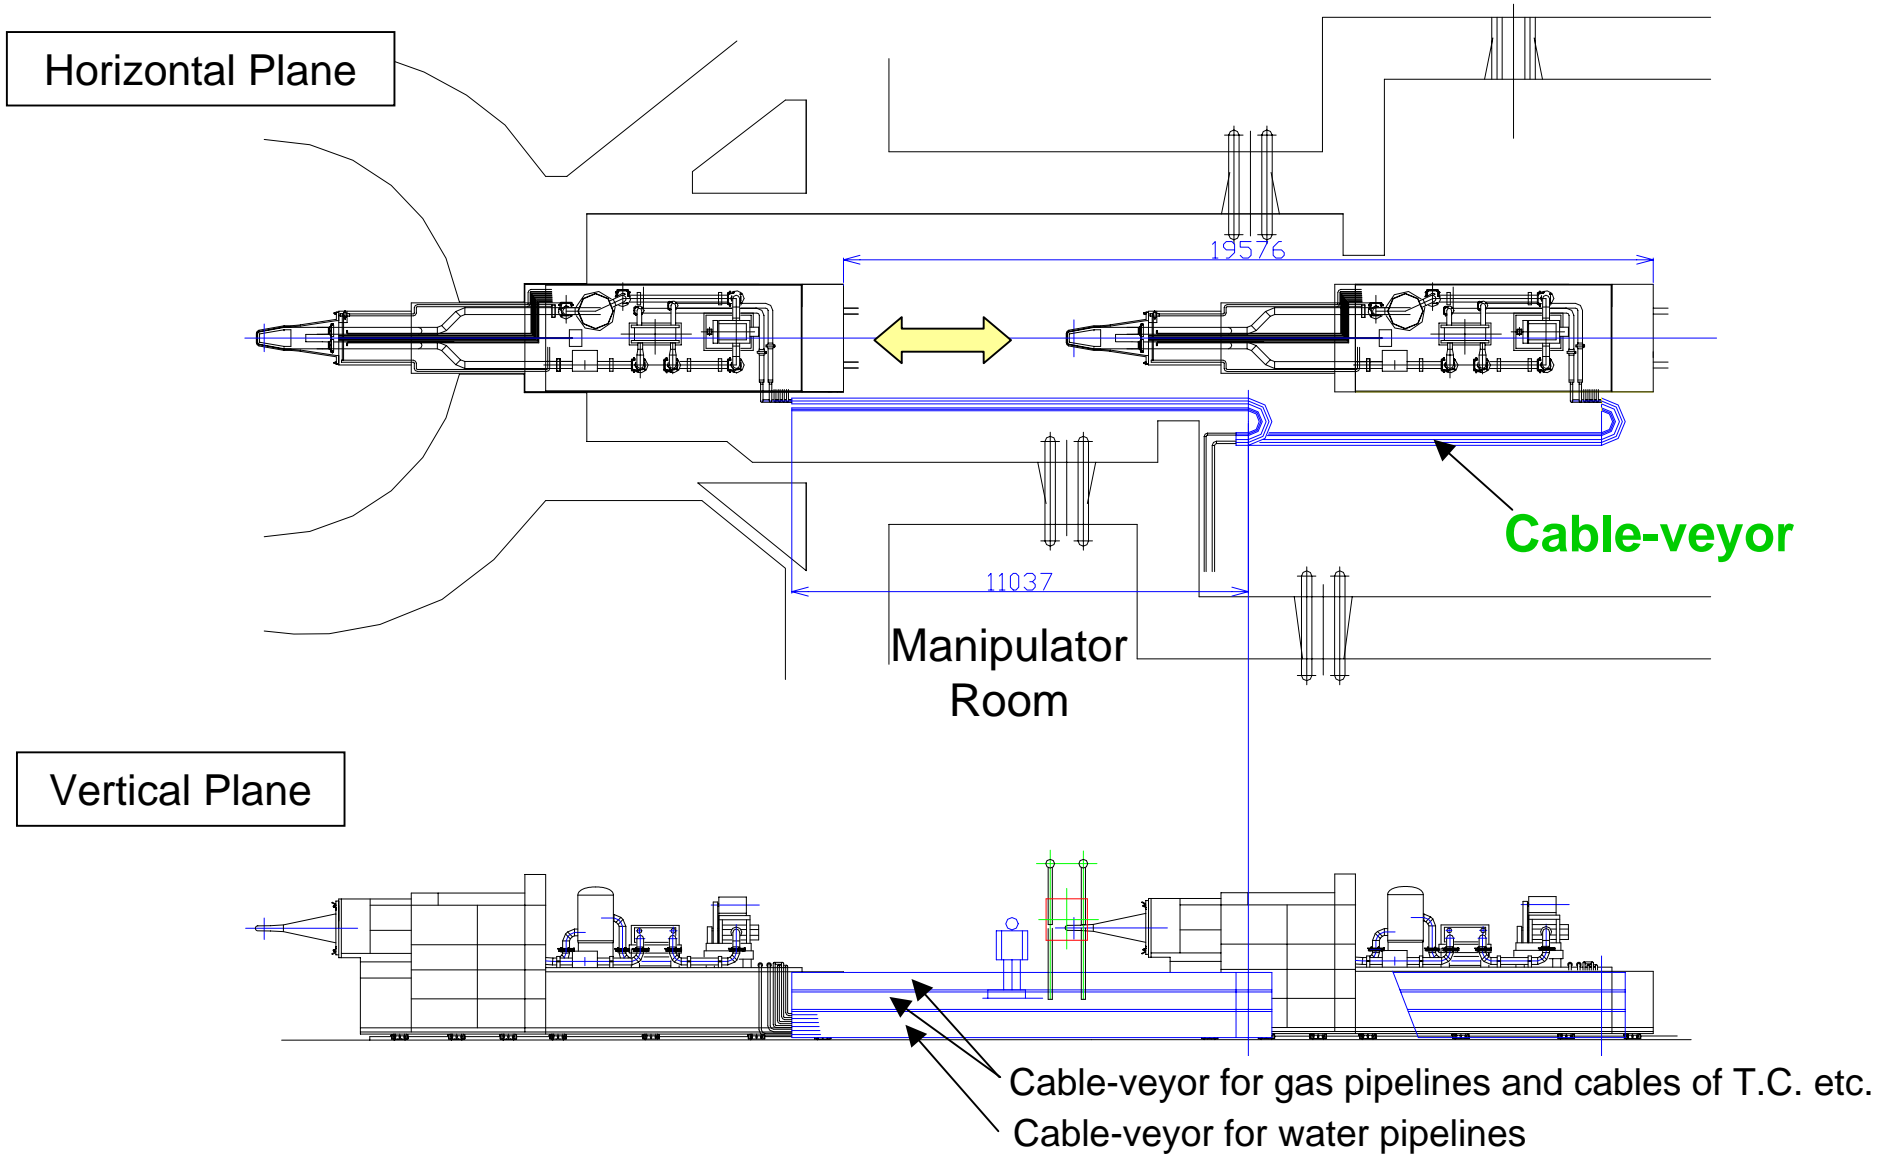 Horizontal Plane
19576
Cable-veyor
11037
Manipulator
Room
Vertical Plane
Cable-veyor for gas pipelines and cables of T.C. etc.
Cable-veyor for water pipelines